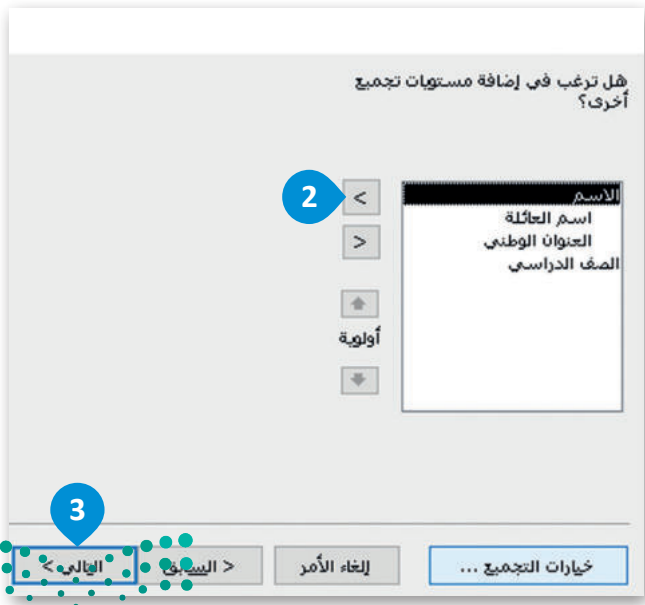 هل ترغب في إضافة مستويات تجميع
أخرى؟
2
<
الاسم
اسم العائلة
العنوان الوطني
>
الصف الدراسي
أولوية
3
خيارات التجميع ...
إلغاء الأمر
< السابق
التالي >